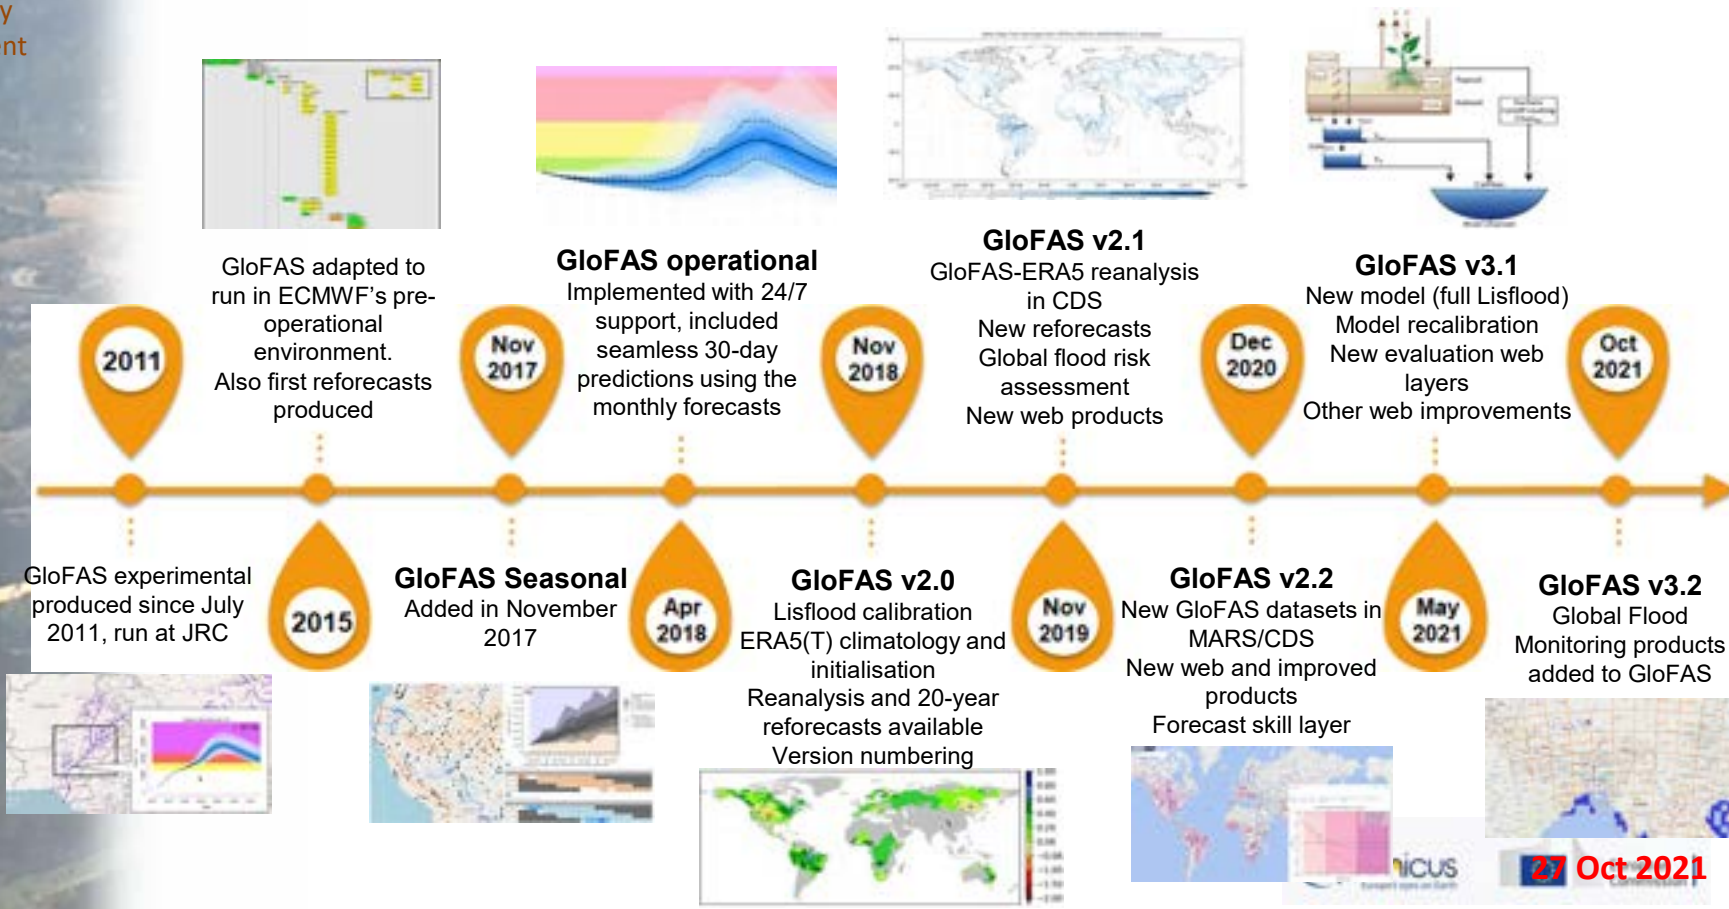 y
ent
GloFAS adapted to
run in ECMWF's pre-
operational
environment.
Also first reforecasts
produced
GloFAS operational
Implemented with 24/7
support, included
seamless 30-day
predictions using the
monthly forecasts
GloFAS v2.1
GloFAS-ERA5 reanalysis
in CDS
New reforecasts
Global flood risk
assessment
New web products
GloFAS v3.1
New model (full Lisflood)
Model recalibration
New evaluation web
layers
Other web improvements
2011
Nov
2017
Nov
2018
Dec
2020
Oct
2021
2015
Apr
2018
Nov
2019
May
2021
GloFAS experimental
produced since July
2011, run at JRC
GloFAS Seasonal
Added in November
2017
GloFAS v2.0
Lisflood calibration
ERA5(T) climatology and
initialisation
Reanalysis and 20-year
reforecasts available
Version numbering
GloFAS v2.2
New GloFAS datasets in
MARS/CDS
New web and improved
products
Forecast skill layer
GloFAS v3.2
Global Flood
Monitoring products
added to GloFAS
nicus
Europe's eyes on Earth
Commission
27 Oct 2021